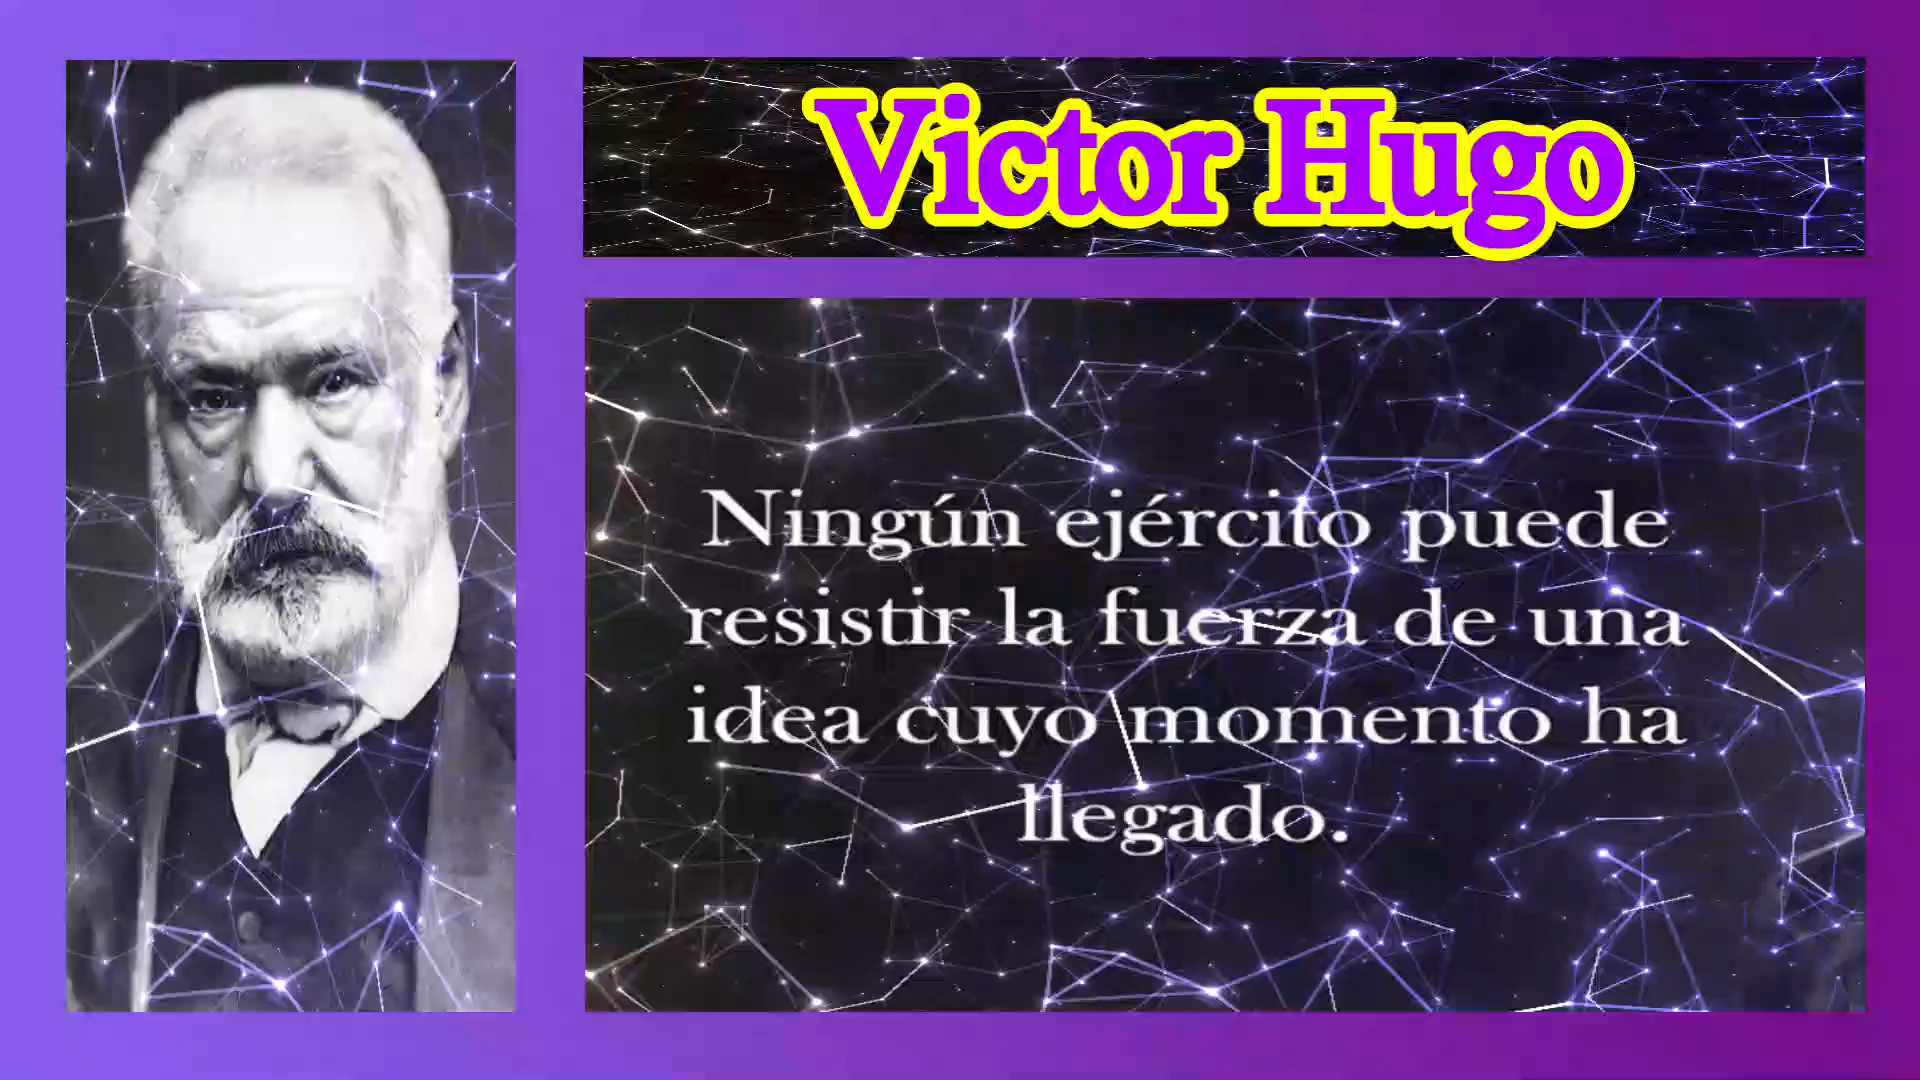 Victor Hugo
Ningún ejército puede
resistir la fuerza de una
idea cuyo momento ha
llegado.